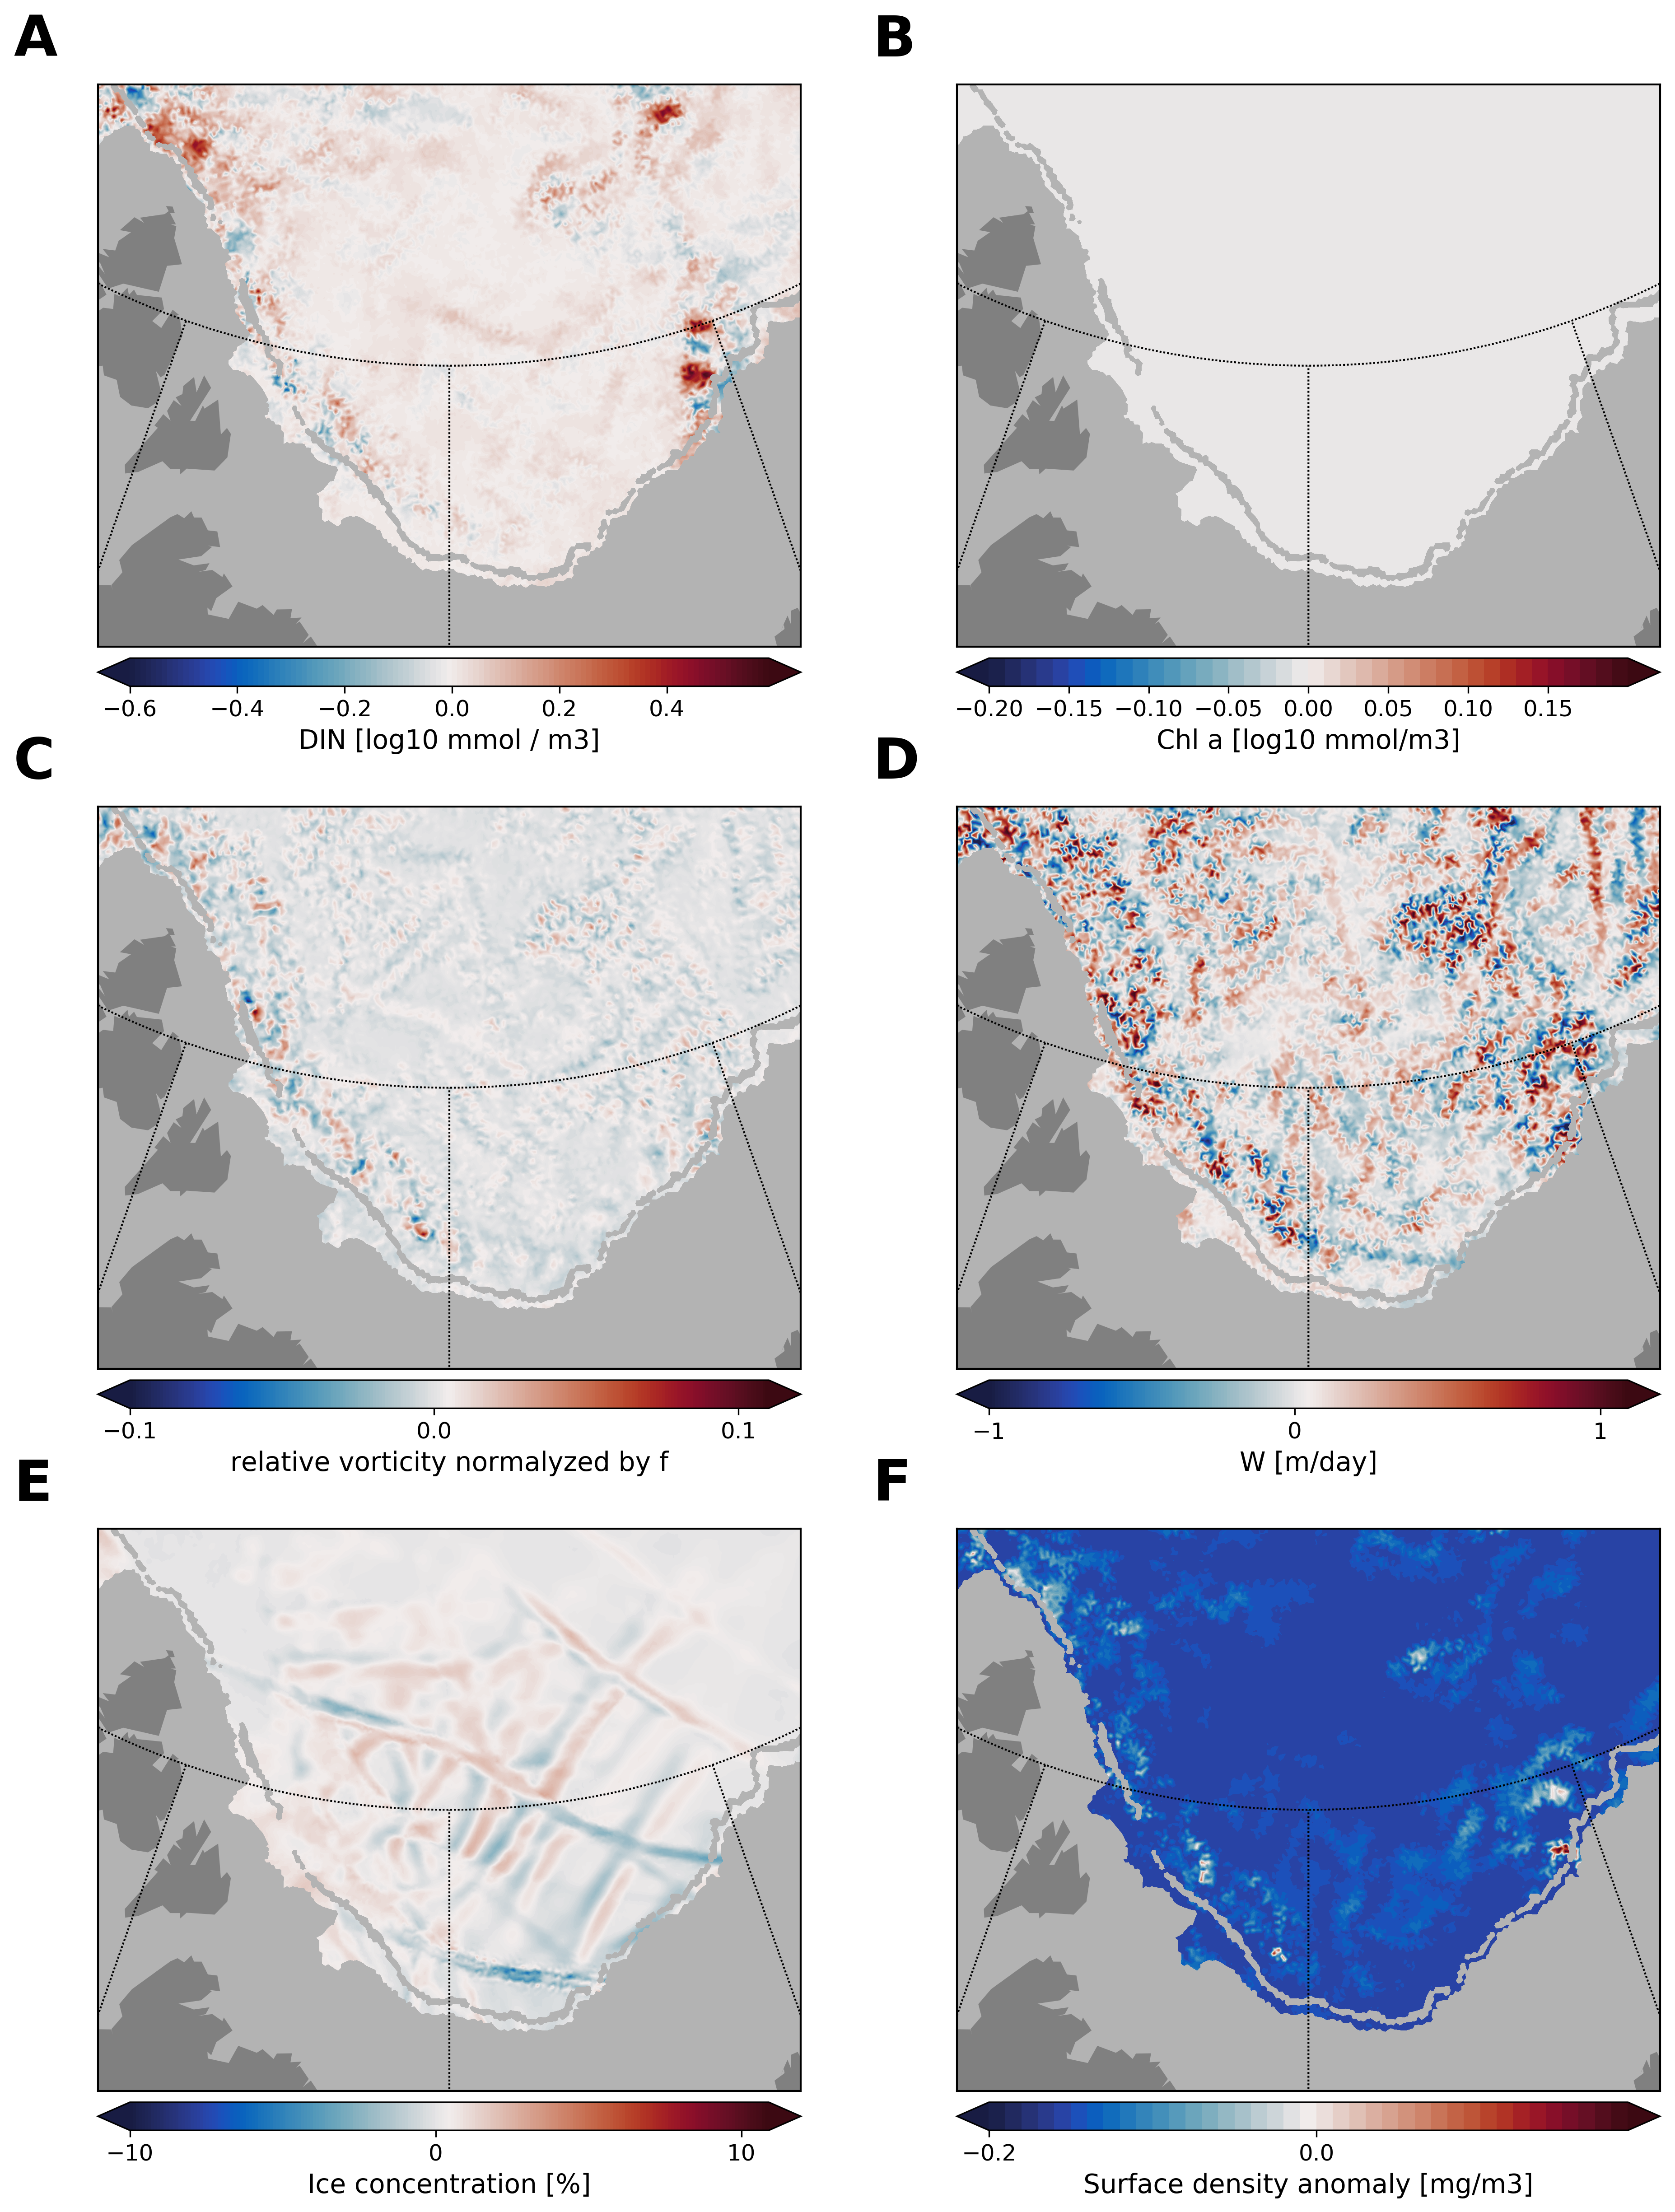 A
B
−0.6 −0.4 −0.2 0.0 0.2 0.4
DIN [log10 mmol / m3]
−0.20 −0.15 −0.10 −0.05 0.00 0.05 0.10 0.15
Chl a [log10 mmol/m3]
C
D
−0.1 0.0 0.1
relative vorticity normalyzed by f
−1 0 1
W [m/day]
E
F
−10 0 10
Ice concentration [%]
−0.2 0.0
Surface density anomaly [mg/m3]